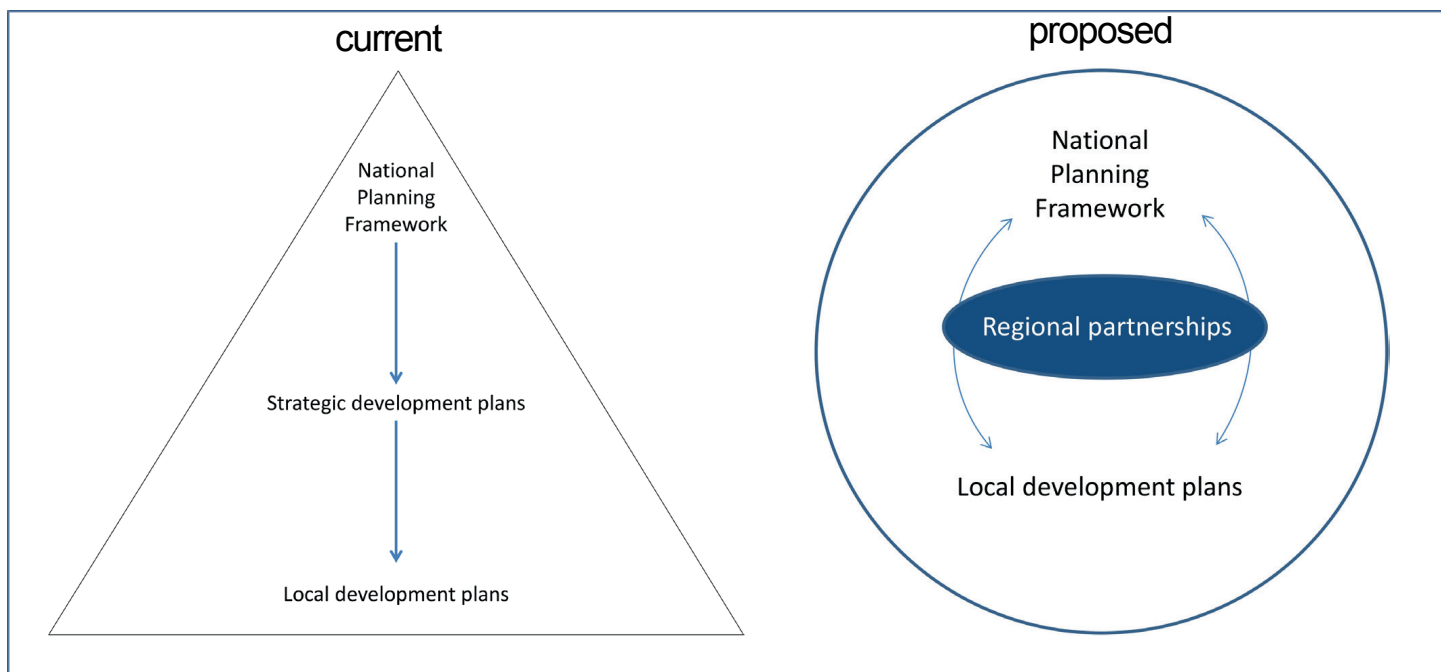 current
National
Planning
Framework
Strategic development plans
Local development plans
proposed
National
Planning
Framework
Regional partnerships
Local development plans